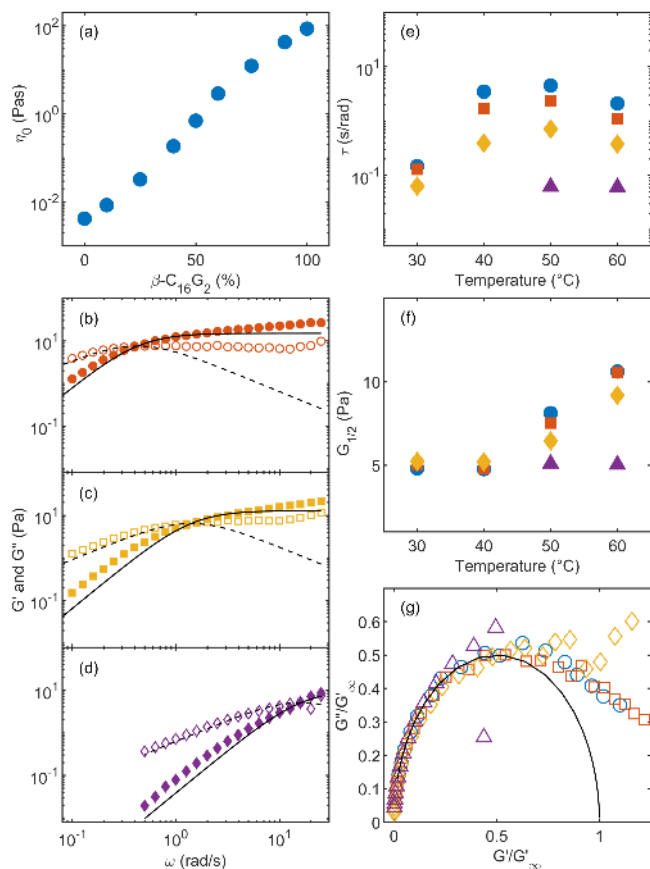 (a)
η₀ (Pas)
10²
10⁰
10⁻²
0 50 100
β-C₁₆G₂ (%)
(b)
10¹
10⁻¹
(c)
G' and G'' (Pa)
10¹
10⁻¹
(d)
10¹
10⁻¹
10⁻¹ 10⁰ 10¹
ω (rad/s)
(e)
τ (s/rad)
10¹
10⁻¹
30 40 50 60
Temperature (°C)
(f)
G₁/₂ (Pa)
10
5
30 40 50 60
Temperature (°C)
(g)
G''/G'∞
0.6
0.5
0.4
0.3
0.2
0.1
0
0 0.5 1
G'/G'∞